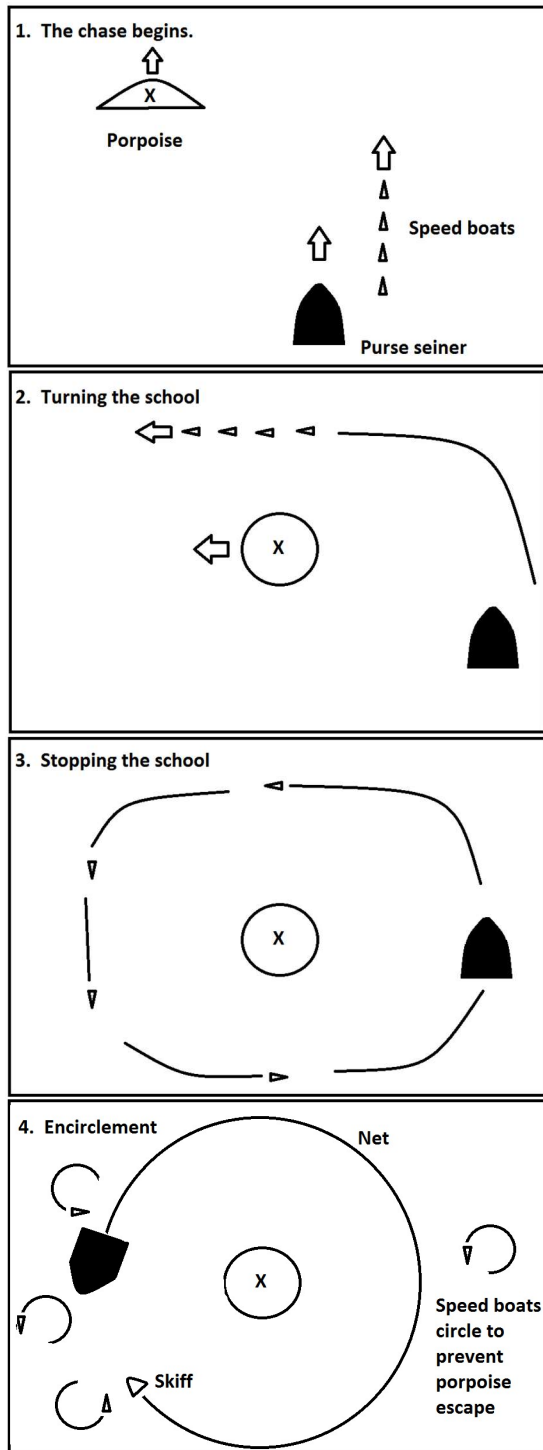 1.  The chase begins.
X
Porpoise
Speed boats
Purse seiner
2.  Turning the school
X
3.  Stopping the school
X
4.  Encirclement
Net
X
Speed boats
circle to
prevent
porpoise
escape
Skiff